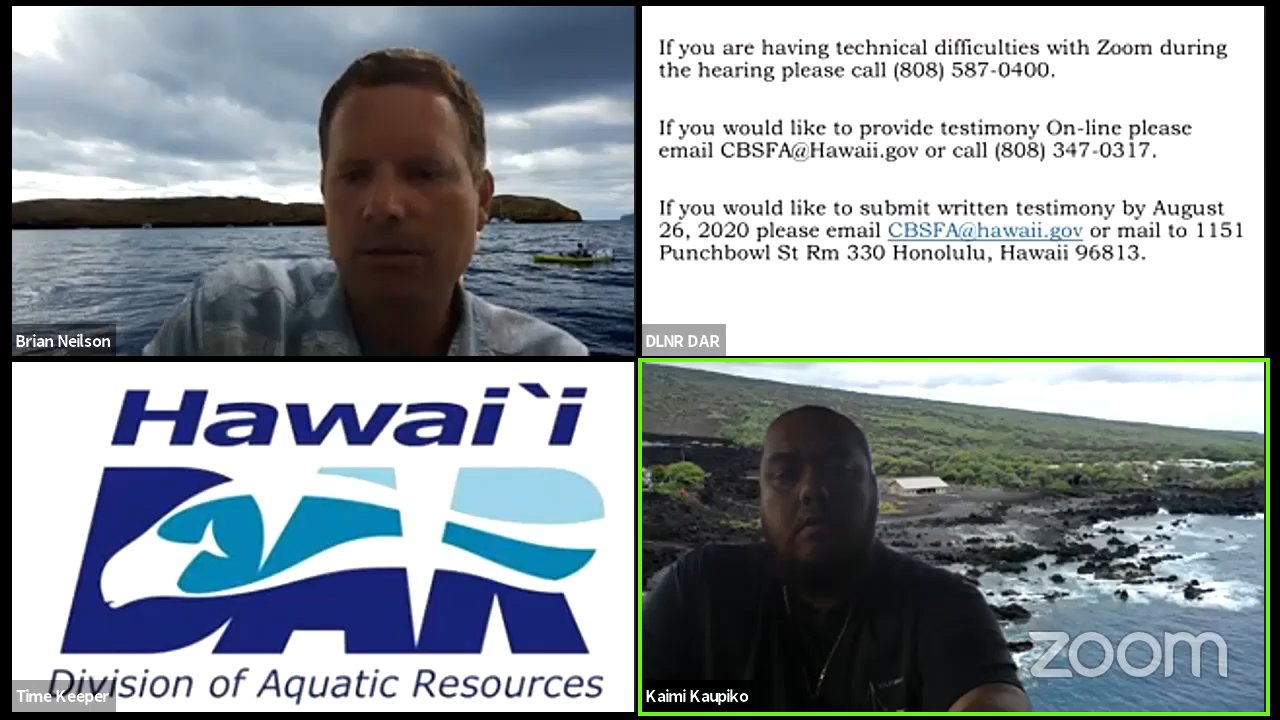 If you are having technical difficulties with Zoom during
the hearing please call (808) 587-0400.
If you would like to provide testimony On-line please
email CBSFA@Hawaii.gov or call (808) 347-0317.
If you would like to submit written testimony by August
26, 2020 please email CBSFA@hawaii.gov or mail to 1151
Punchbowl St Rm 330 Honolulu, Hawaii 96813.
Brian Neilson
DLNR DAR
Hawai`i
DAR
Division of Aquatic Resources
Time Keeper
Kaimi Kaupiko
zoom